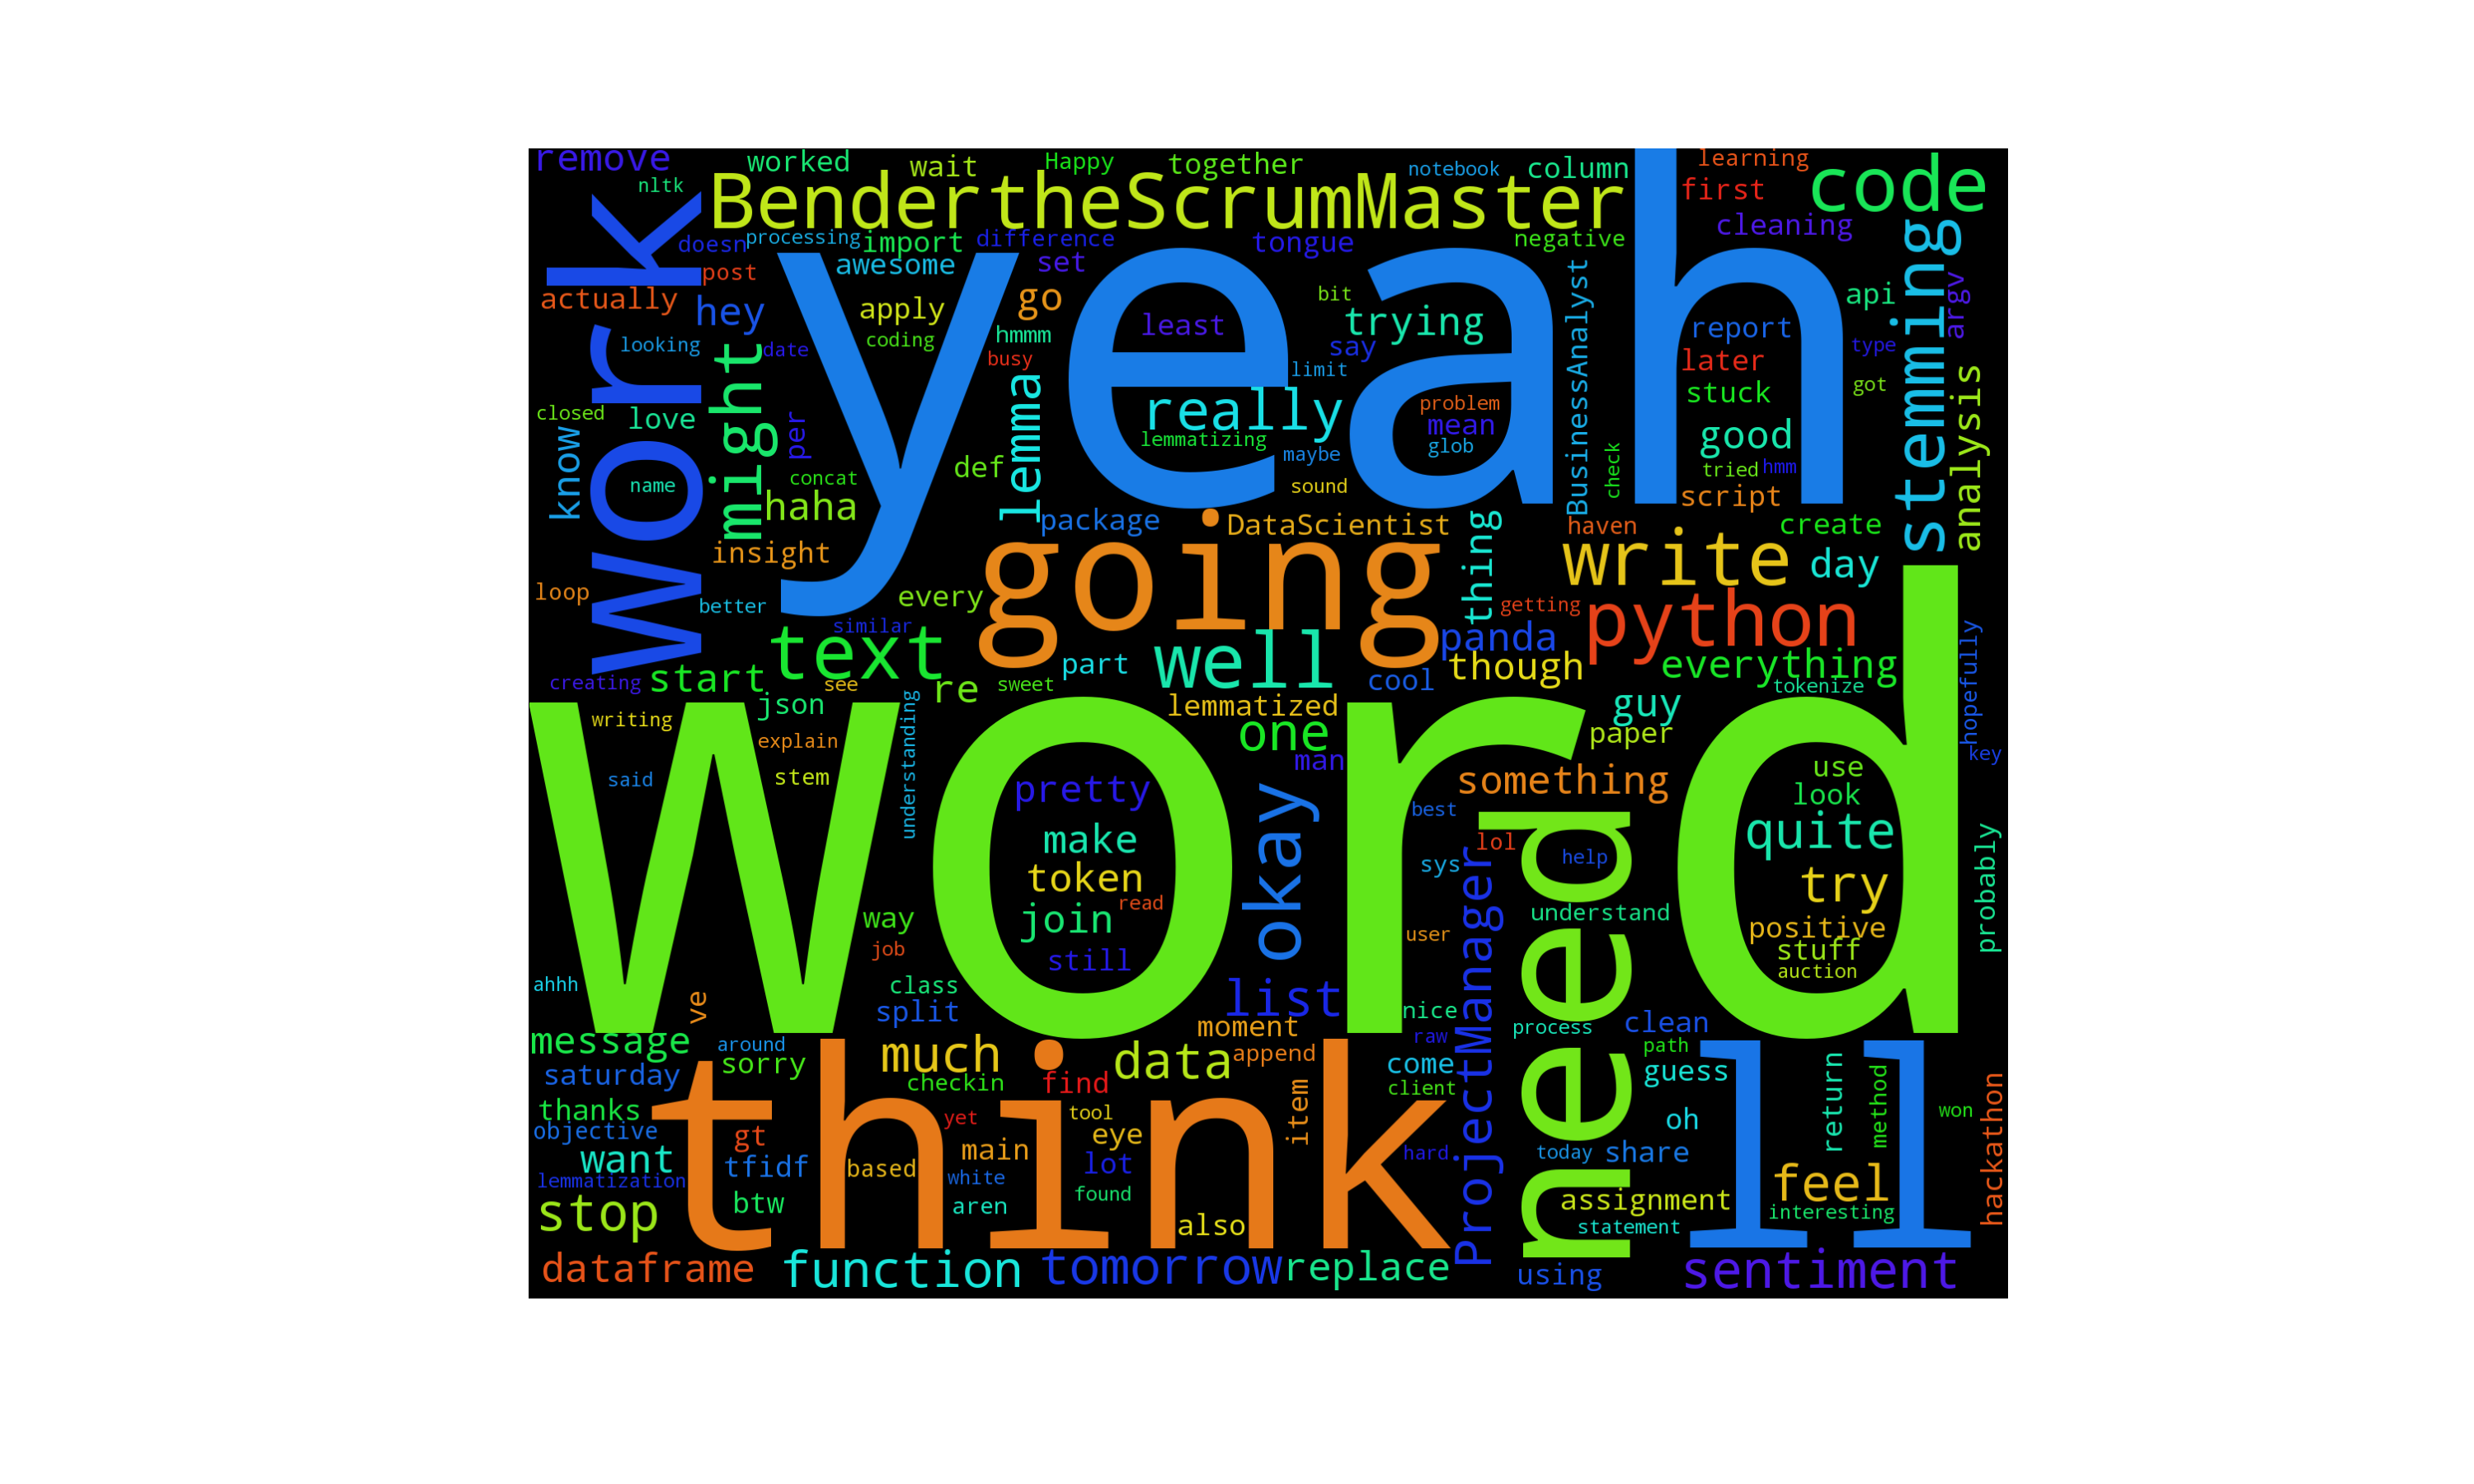 remove
worked
wait
Happy
together
notebook
column
learning
nltk
BendertheScrumMaster
first
code
work
yeah
doesn
processing
import
difference
tongue
negative
cleaning
stemming
post
awesome
set
actually
hey
apply
go
bit
trying
BusinessAnalyst
report
api
argv
looking
date
coding
hmmm
least
say
later
type
might
busy
limit
stuck
got
analysis
closed
love
per
lemma
really
problem
mean
good
know
lemmatizing
maybe
glob
check
tried
hmm
name
concat
def
sound
script
haha
package
DataScientist
haven
create
insight
going
thing
write
day
loop
better
every
getting
python
hopefully
similar
text
well
panda
though
everything
creating
start
see
re
sweet
part
cool
tokenize
writing
json
understanding
lemmatized
guy
word
explain
one
paper
key
said
stem
man
something
use
pretty
okay
best
need
look
make
lol
help
quite
probably
token
sys
try
way
join
read
ProjectManager
understand
positive
job
still
user
stuff
auction
ahhh
ve
class
split
list
nice
process
clean
message
around
much
moment
raw
path
ll
sorry
think
data
append
come
saturday
checkin
find
item
client
guess
return
method
hackathon
thanks
yet
tool
oh
won
objective
gt
main
eye
want
tfidf
based
white
lot
hard
today
share
lemmatization
feel
stop
btw
aren
found
also
assignment
statement
interesting
dataframe
function
tomorrow
replace
using
sentiment